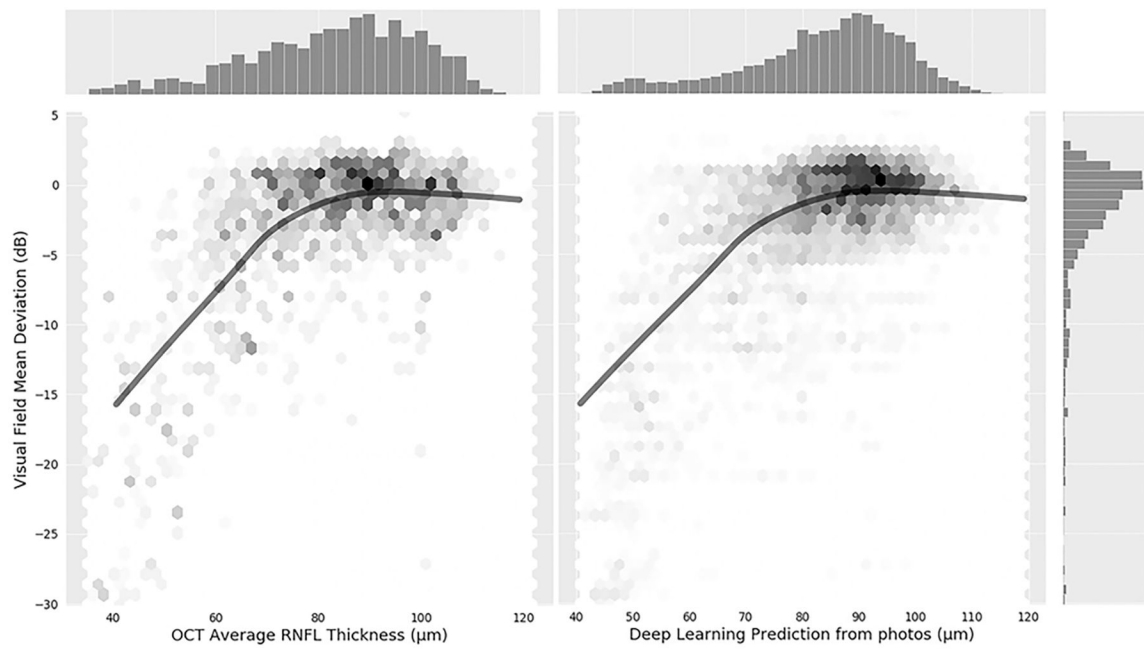 5
0
−5
−10
−15
−20
−25
−30
Visual Field Mean Deviation (dB)
40 60 80 100 120
OCT Average RNFL Thickness (μm)
40 50 60 70 80 90 100 110 120
Deep Learning Prediction from photos (μm)